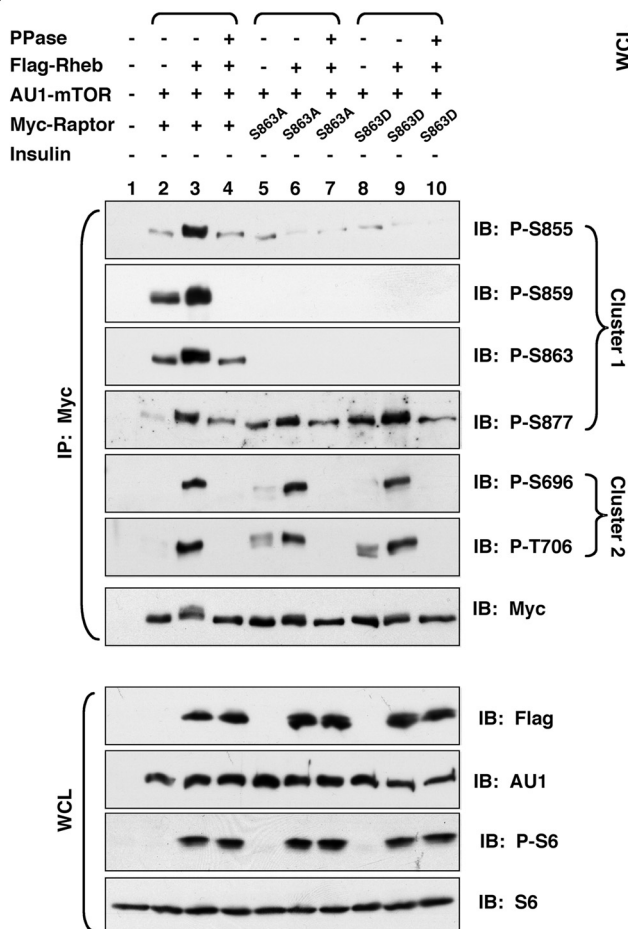 PPase - - - + - - + - - +
Flag-Rheb - - + + - + + - + +
AU1-mTOR - + + + + + + + + +
Myc-Raptor - + + + S863A S863A S863A S863D S863D S863D
Insulin - - - - - - - - - -
1 2 3 4 5 6 7 8 9 10
IP: Myc
IB: P-S855
IB: P-S859
IB: P-S863
IB: P-S877
Cluster 1
IB: P-S696
IB: P-T706
Cluster 2
IB: Myc
WCL
IB: Flag
IB: AU1
IB: P-S6
IB: S6